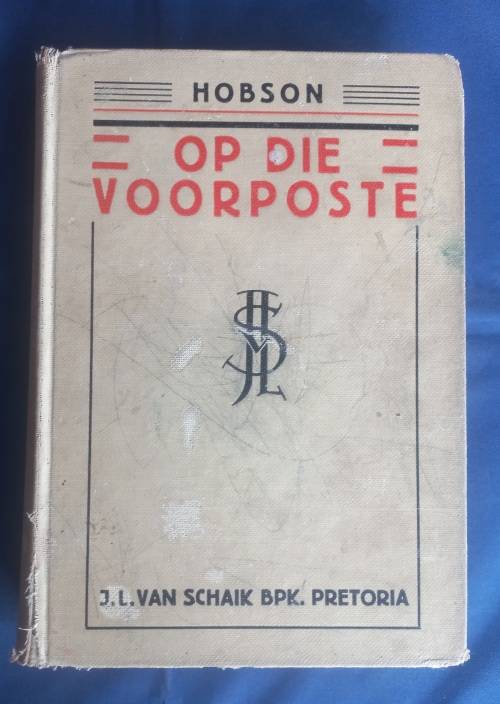 HOBSON
OP DIE
VOORPOSTE
J.L. VAN SCHAIK BPK. PRETORIA